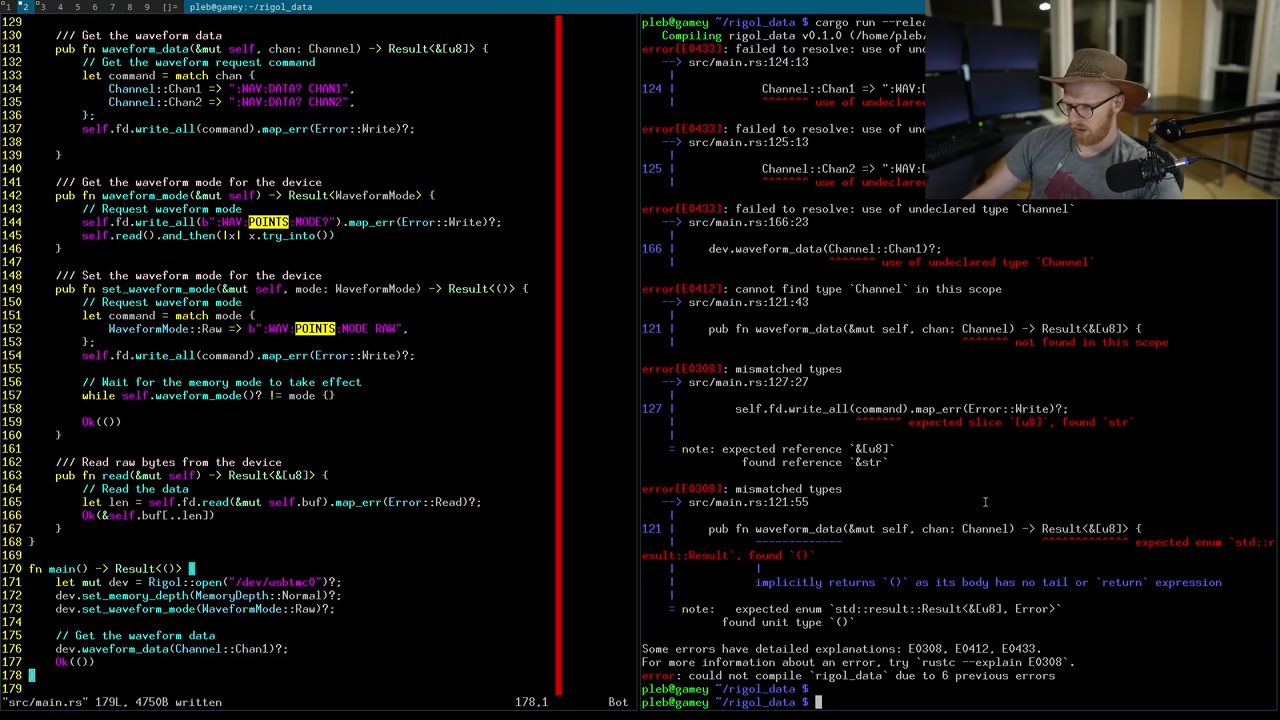 1 2 3 4 5 6 7 8 9 []= pleb@gamey:~/rigol_data
129
130     /// Get the waveform data
131     pub fn waveform_data(&mut self, chan: Channel) -> Result<&[u8]> {
132         // Get the waveform request command
133         let command = match chan {
134             Channel::Chan1 => ":WAV:DATA? CHAN1",
135             Channel::Chan2 => ":WAV:DATA? CHAN2",
136         };
137         self.fd.write_all(command).map_err(Error::Write)?;
138
139     }
140
141     /// Get the waveform mode for the device
142     pub fn waveform_mode(&mut self) -> Result<WaveformMode> {
143         // Request waveform mode
144         self.fd.write_all(b":WAV:POINTS:MODE?").map_err(Error::Write)?;
145         self.read().and_then(|x| x.try_into())
146     }
147
148     /// Set the waveform mode for the device
149     pub fn set_waveform_mode(&mut self, mode: WaveformMode) -> Result<()> {
150         // Request waveform mode
151         let command = match mode {
152             WaveformMode::Raw => b":WAV:POINTS:MODE RAW",
153         };
154         self.fd.write_all(command).map_err(Error::Write)?;
155
156         // Wait for the memory mode to take effect
157         while self.waveform_mode()? != mode {}
158
159         Ok(())
160     }
161
162     /// Read raw bytes from the device
163     pub fn read(&mut self) -> Result<&[u8]> {
164         // Read the data
165         let len = self.fd.read(&mut self.buf).map_err(Error::Read)?;
166         Ok(&self.buf[..len])
167     }
168 }
169
170 fn main() -> Result<()> {
171     let mut dev = Rigol::open("/dev/usbtmc0")?;
172     dev.set_memory_depth(MemoryDepth::Normal)?;
173     dev.set_waveform_mode(WaveformMode::Raw)?;
174
175     // Get the waveform data
176     dev.waveform_data(Channel::Chan1)?;
177     Ok(())
178 }
179
"src/main.rs" 179L, 4750B written 178,1 Bot
pleb@gamey ~/rigol_data $ cargo run --relea
Compiling rigol_data v0.1.0 (/home/pleb/
error[E0433]: failed to resolve: use of und
--> src/main.rs:124:13
|
124 | Channel::Chan1 => ":WAV:D
| ^^^^^^^ use of undeclared
error[E0433]: failed to resolve: use of und
--> src/main.rs:125:13
|
125 | Channel::Chan2 => ":WAV:D
| ^^^^^^^ use of undeclared
error[E0433]: failed to resolve: use of undeclared type `Channel`
--> src/main.rs:166:23
|
166 | dev.waveform_data(Channel::Chan1)?;
| ^^^^^^^ use of undeclared type `Channel`
error[E0412]: cannot find type `Channel` in this scope
--> src/main.rs:121:43
|
121 | pub fn waveform_data(&mut self, chan: Channel) -> Result<&[u8]> {
| ^^^^^^^ not found in this scope
error[E0308]: mismatched types
--> src/main.rs:127:27
|
127 | self.fd.write_all(command).map_err(Error::Write)?;
| ^^^^^^^ expected slice `[u8]`, found `str`
|
= note: expected reference `&[u8]`
found reference `&str`
error[E0308]: mismatched types
--> src/main.rs:121:55
|
121 | pub fn waveform_data(&mut self, chan: Channel) -> Result<&[u8]> {
| ------------- ^^^^^^^^^^^^^ expected enum `std::r
esult::Result`, found `()`
| |
| implicitly returns `()` as its body has no tail or `return` expression
|
= note:   expected enum `std::result::Result<&[u8], Error>`
found unit type `()`
Some errors have detailed explanations: E0308, E0412, E0433.
For more information about an error, try `rustc --explain E0308`.
error: could not compile `rigol_data` due to 6 previous errors
pleb@gamey ~/rigol_data $
pleb@gamey ~/rigol_data $